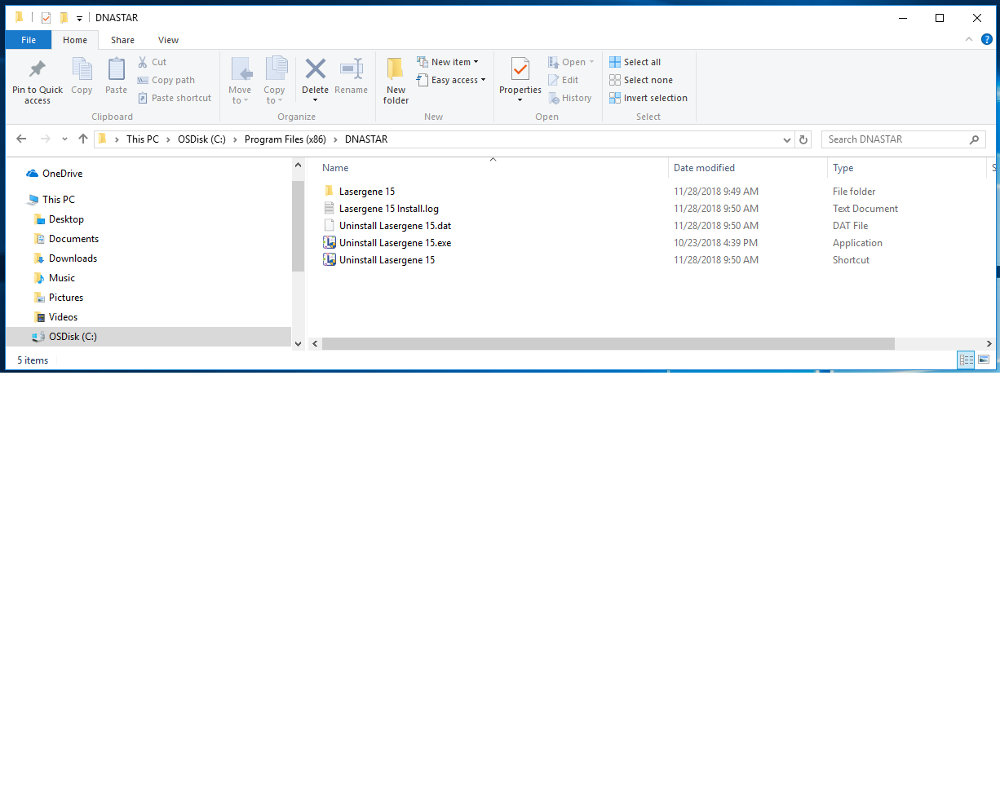 DNASTAR
File Home Share View
Pin to Quick access
Copy
Paste
Cut
Copy path
Paste shortcut
Clipboard
Move to
Copy to
Delete
Rename
Organize
New folder
New item
Easy access
New
Properties
Open
Edit
History
Open
Select all
Select none
Invert selection
Select
This PC > OSDisk (C:) > Program Files (x86) > DNASTAR
Search DNASTAR
OneDrive
This PC
Desktop
Documents
Downloads
Music
Pictures
Videos
OSDisk (C:)
Name Date modified Type S
Lasergene 15 11/28/2018 9:49 AM File folder
Lasergene 15 Install.log 11/28/2018 9:50 AM Text Document
Uninstall Lasergene 15.dat 11/28/2018 9:50 AM DAT File
Uninstall Lasergene 15.exe 10/23/2018 4:39 PM Application
Uninstall Lasergene 15 11/28/2018 9:50 AM Shortcut
5 items